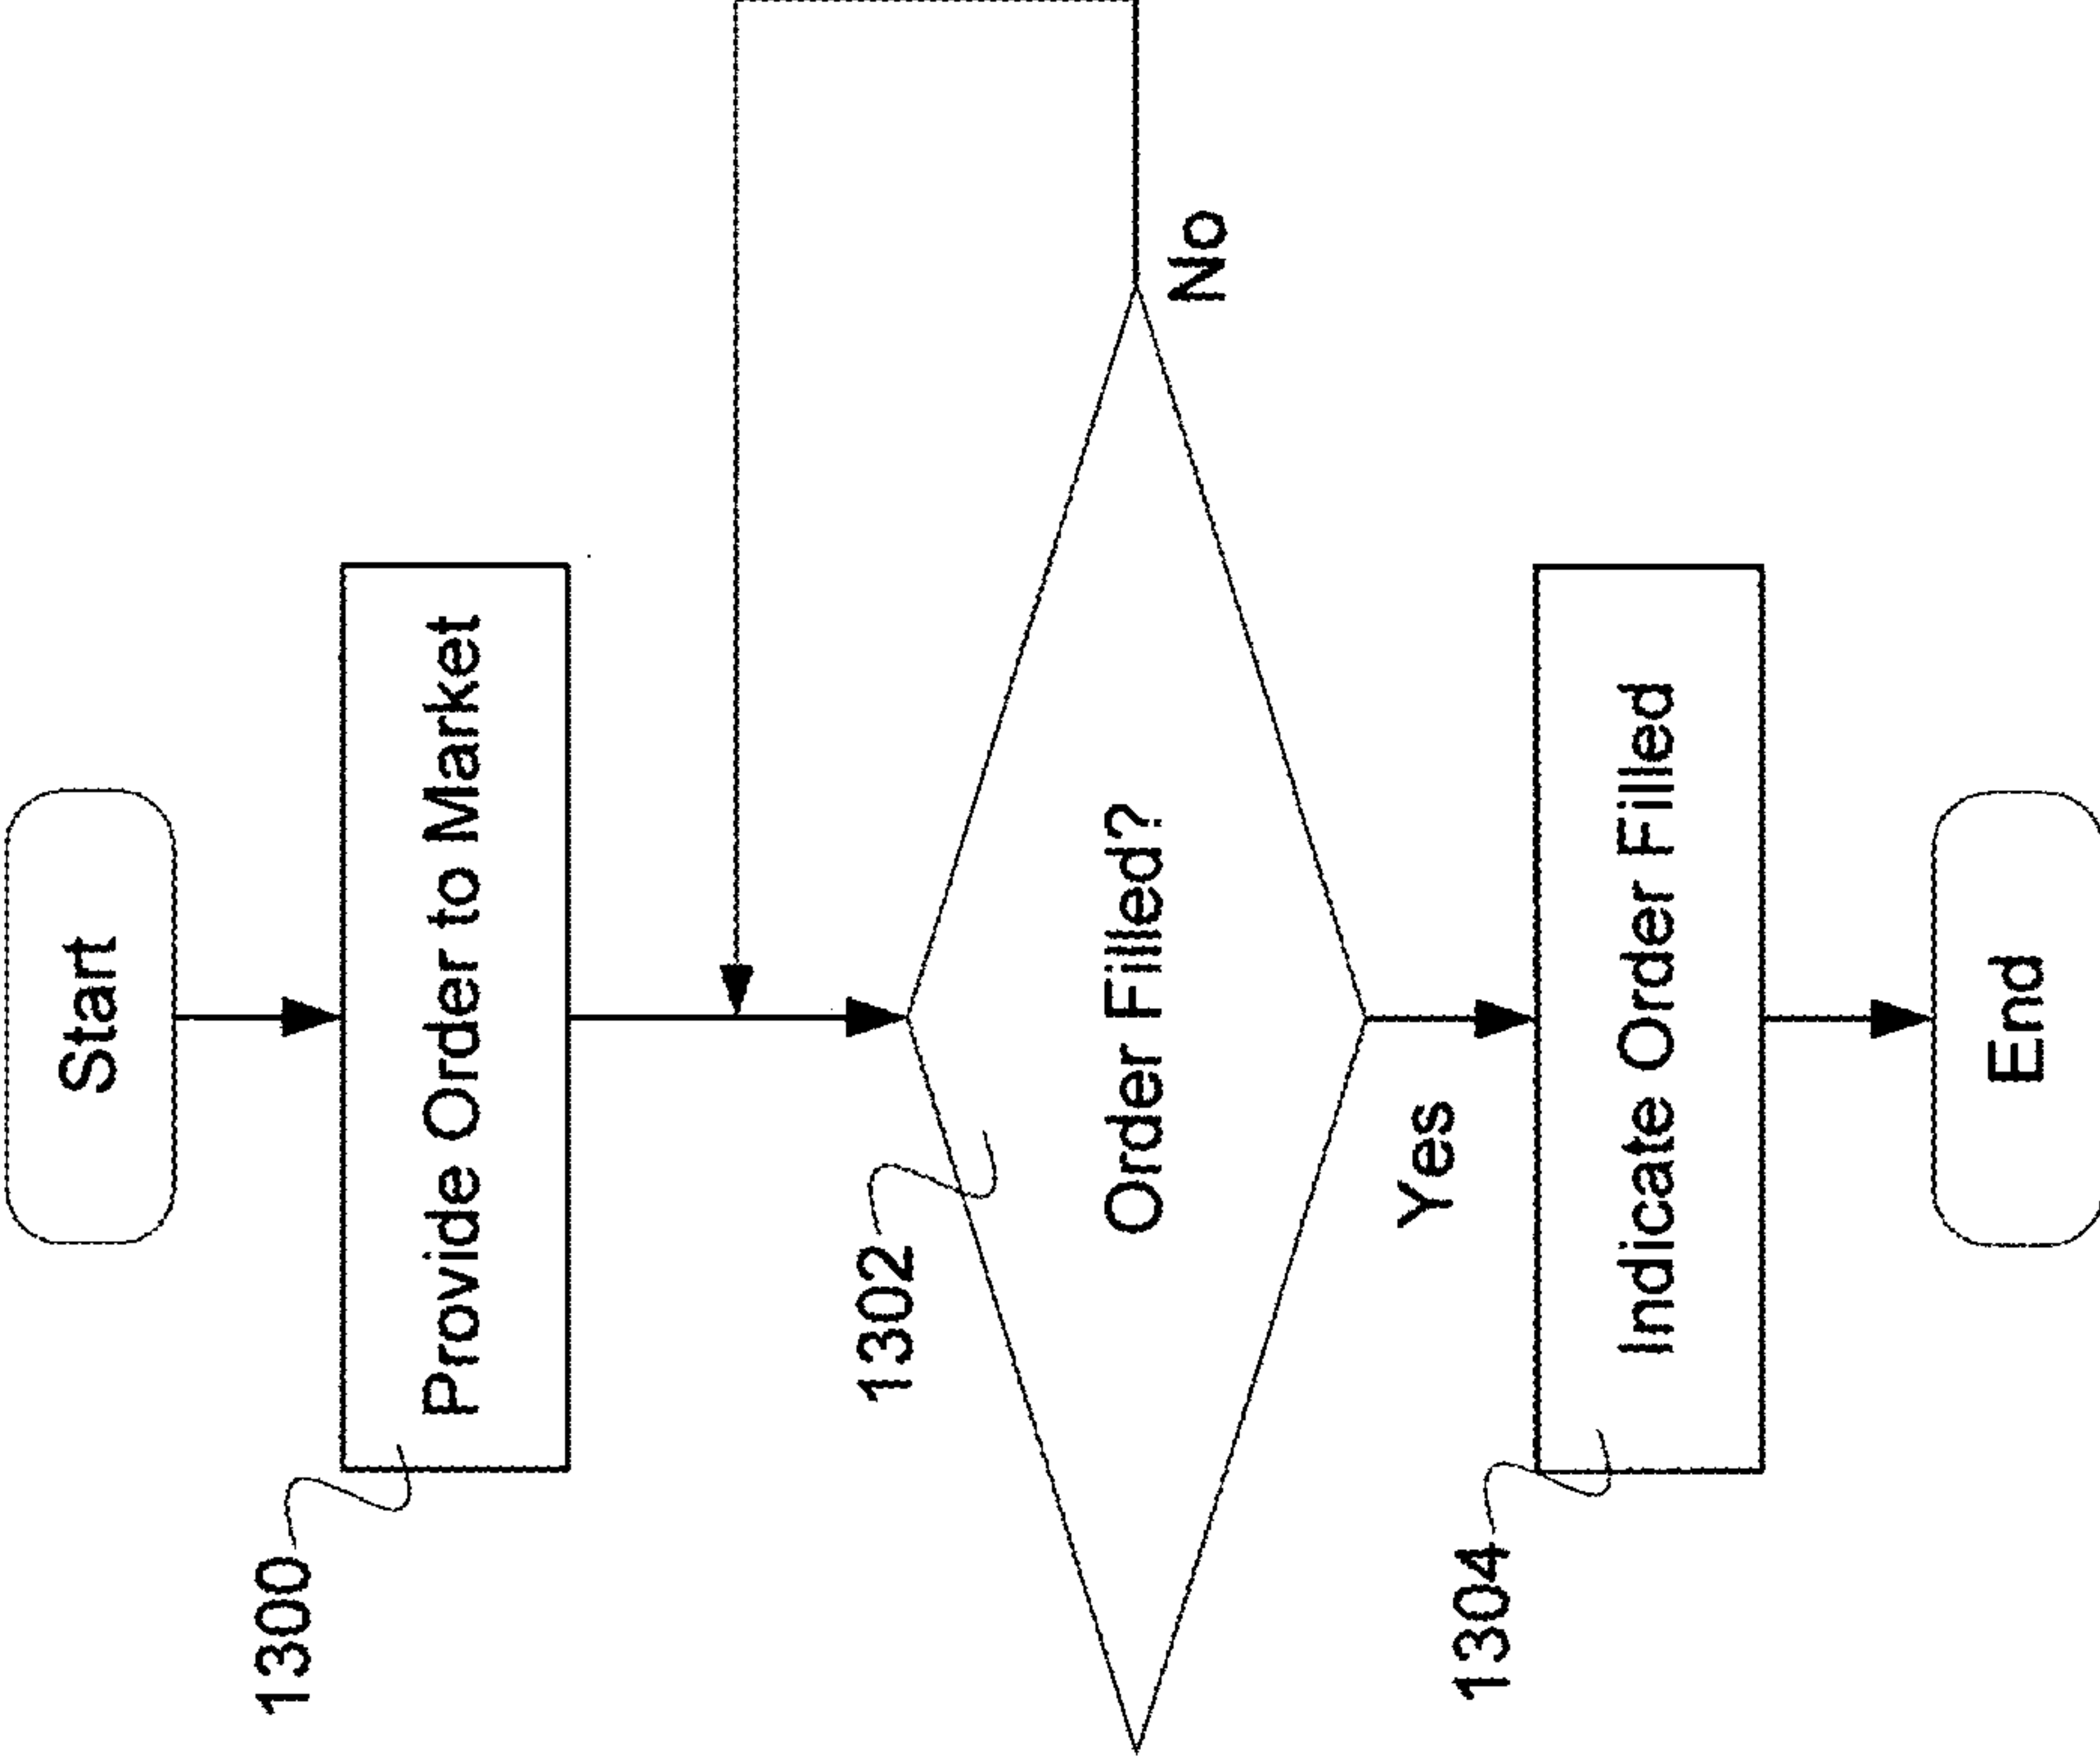 Start
1300
Provide Order to Market
1302
Order Filled?
No
Yes
1304
Indicate Order Filled
End